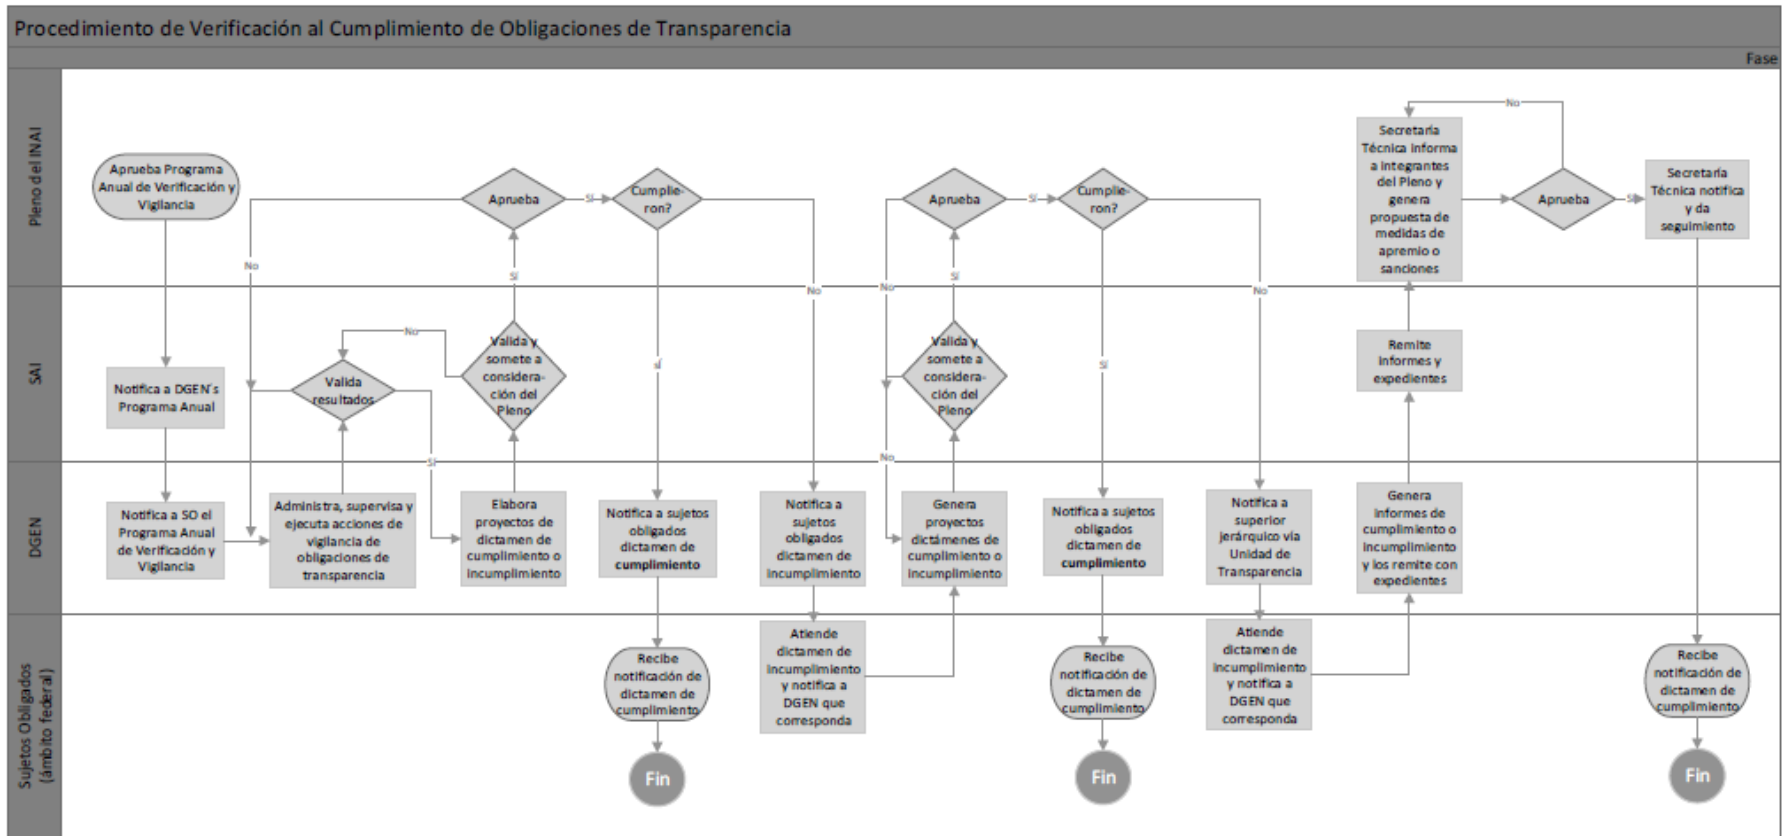 Procedimiento de Verificación al Cumplimiento de Obligaciones de Transparencia
Fase
Pleno del INAI
Aprueba Programa
Anual de Verificación y
Vigilancia
No
Aprueba
Sí
Cumplie-
ron?
Sí
No
No
Aprueba
Sí
Cumplie-
ron?
Sí
No
No
Secretaría
Técnica informa
a integrantes
del Pleno y
genera
propuesta de
medidas de
apremio o
sanciones
Aprueba
Sí
Secretaría
Técnica notifica
y da
seguimiento
SAI
Notifica a DGEN´s
Programa Anual
Valida
resultados
No
Sí
Valida y
somete a
considera-
ción del
Pleno
sÍ
Valida y
somete a
considera-
ción del
Pleno
No
Sí
Remite
informes y
expedientes
DGEN
Notifica a SO el
Programa Anual
de Verificación y
Vigilancia
Administra, supervisa y
ejecuta acciones de
vigilancia de
obligaciones de
transparencia
Elabora
proyectos de
dictamen de
cumplimiento o
incumplimiento
Notifica a sujetos
obligados
dictamen de
cumplimiento
Notifica a
sujetos
obligados
dictamen de
incumplimiento
Genera
proyectos
dictámenes de
cumplimiento o
incumplimiento
Notifica a sujetos
obligados
dictamen de
cumplimiento
Notifica a
superior
jerárquico vía
Unidad de
Transparencia
Genera
informes de
cumplimiento o
incumplimiento
y los remite con
expedientes
Sujetos Obligados
(ámbito federal)
Recibe
notificación de
dictamen de
cumplimiento
Fin
Atiende
dictamen de
incumplimiento
y notifica a
DGEN que
corresponda
Recibe
notificación de
dictamen de
cumplimiento
Fin
Atiende
dictamen de
incumplimiento
y notifica a
DGEN que
corresponda
Recibe
notificación de
dictamen de
cumplimiento
Fin